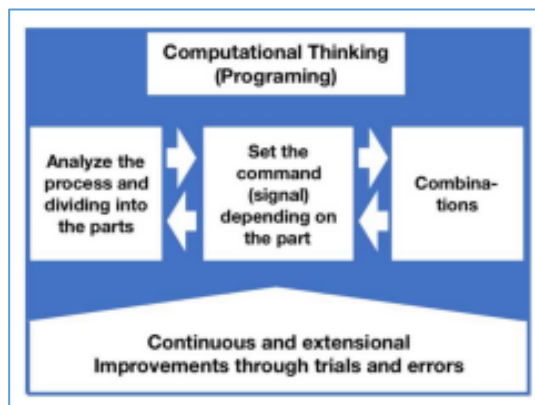 Computational Thinking
(Programing)
Analyze the
process and
dividing into
the parts
Set the
command
(signal)
depending on
the part
Combina-
tions
Continuous and extensional
Improvements through trials and errors